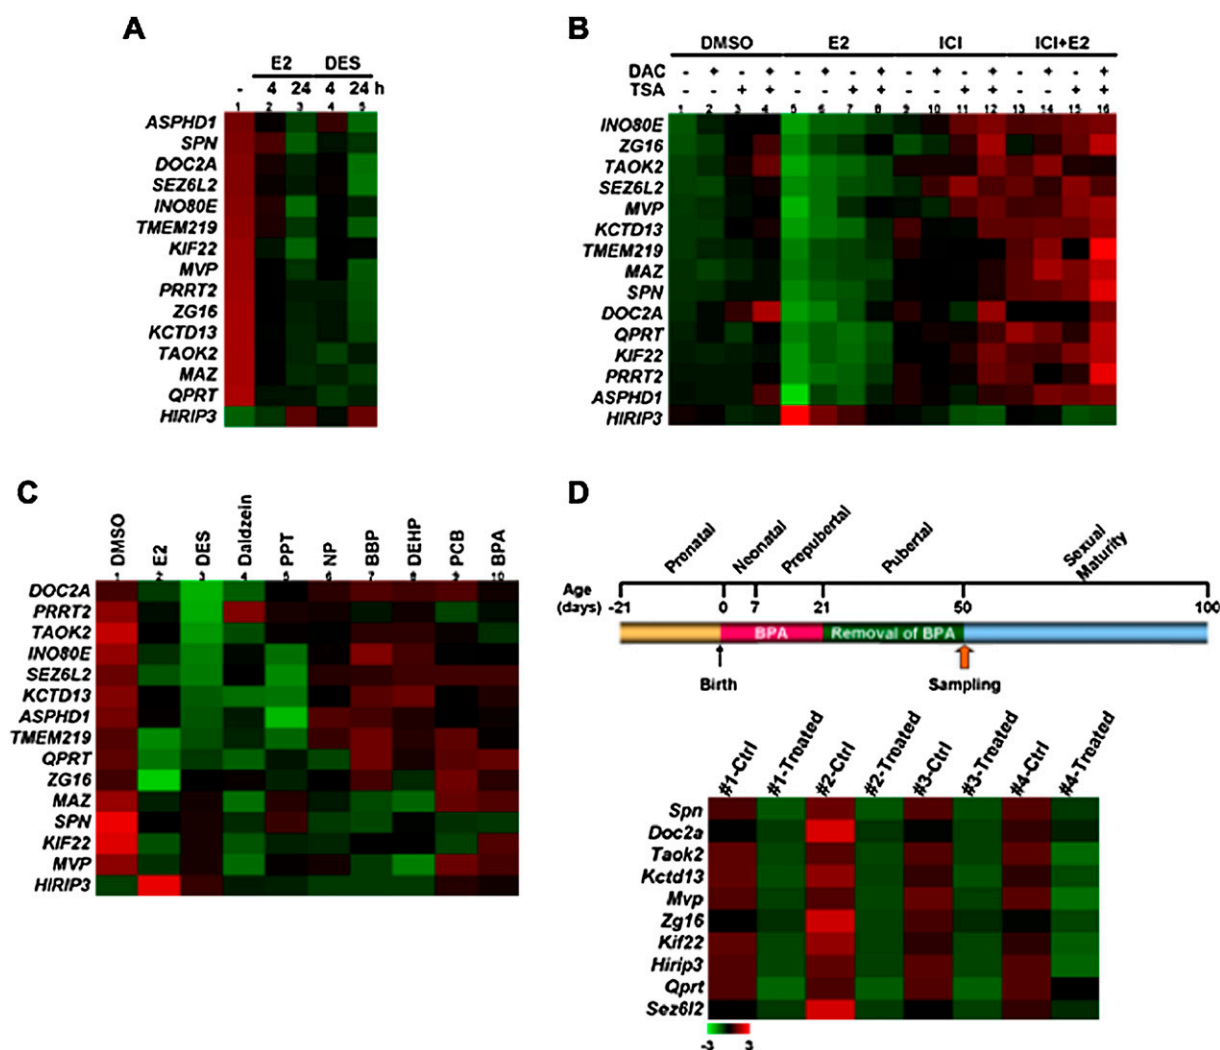 A
E2 DES
- 4 24 4 24 h
1 2 3 4 5
ASPHD1
SPN
DOC2A
SEZ6L2
INO80E
TMEM219
KIF22
MVP
PRRT2
ZG16
KCTD13
TAOK2
MAZ
QPRT
HIRIP3
B
DMSO E2 ICI ICI+E2
DAC - + - + - + - + - + - + - + - +
TSA - - + + - - + + - - + + - - + +
1 2 3 4 5 6 7 8 9 10 11 12 13 14 15 16
INO80E
ZG16
TAOK2
SEZ6L2
MVP
KCTD13
TMEM219
MAZ
SPN
DOC2A
QPRT
KIF22
PRRT2
ASPHD1
HIRIP3
C
DMSO E2 DES Daidzein PPT NP BBP DEHP PCB BPA
1 2 3 4 5 6 7 8 9 10
DOC2A
PRRT2
TAOK2
INO80E
SEZ6L2
KCTD13
ASPHD1
TMEM219
QPRT
ZG16
MAZ
SPN
KIF22
MVP
HIRIP3
D
Prenatal Neonatal Prepubertal Pubertal Sexual
Maturity
Age
(days) -21 0 7 21 50 100
BPA Removal of BPA
Birth Sampling
#1-Ctrl #1-Treated #2-Ctrl #2-Treated #3-Ctrl #3-Treated #4-Ctrl #4-Treated
Spn
Doc2a
Taok2
Kctd13
Mvp
Zg16
Kif22
Hirip3
Qprt
Sez6l2
-3 3